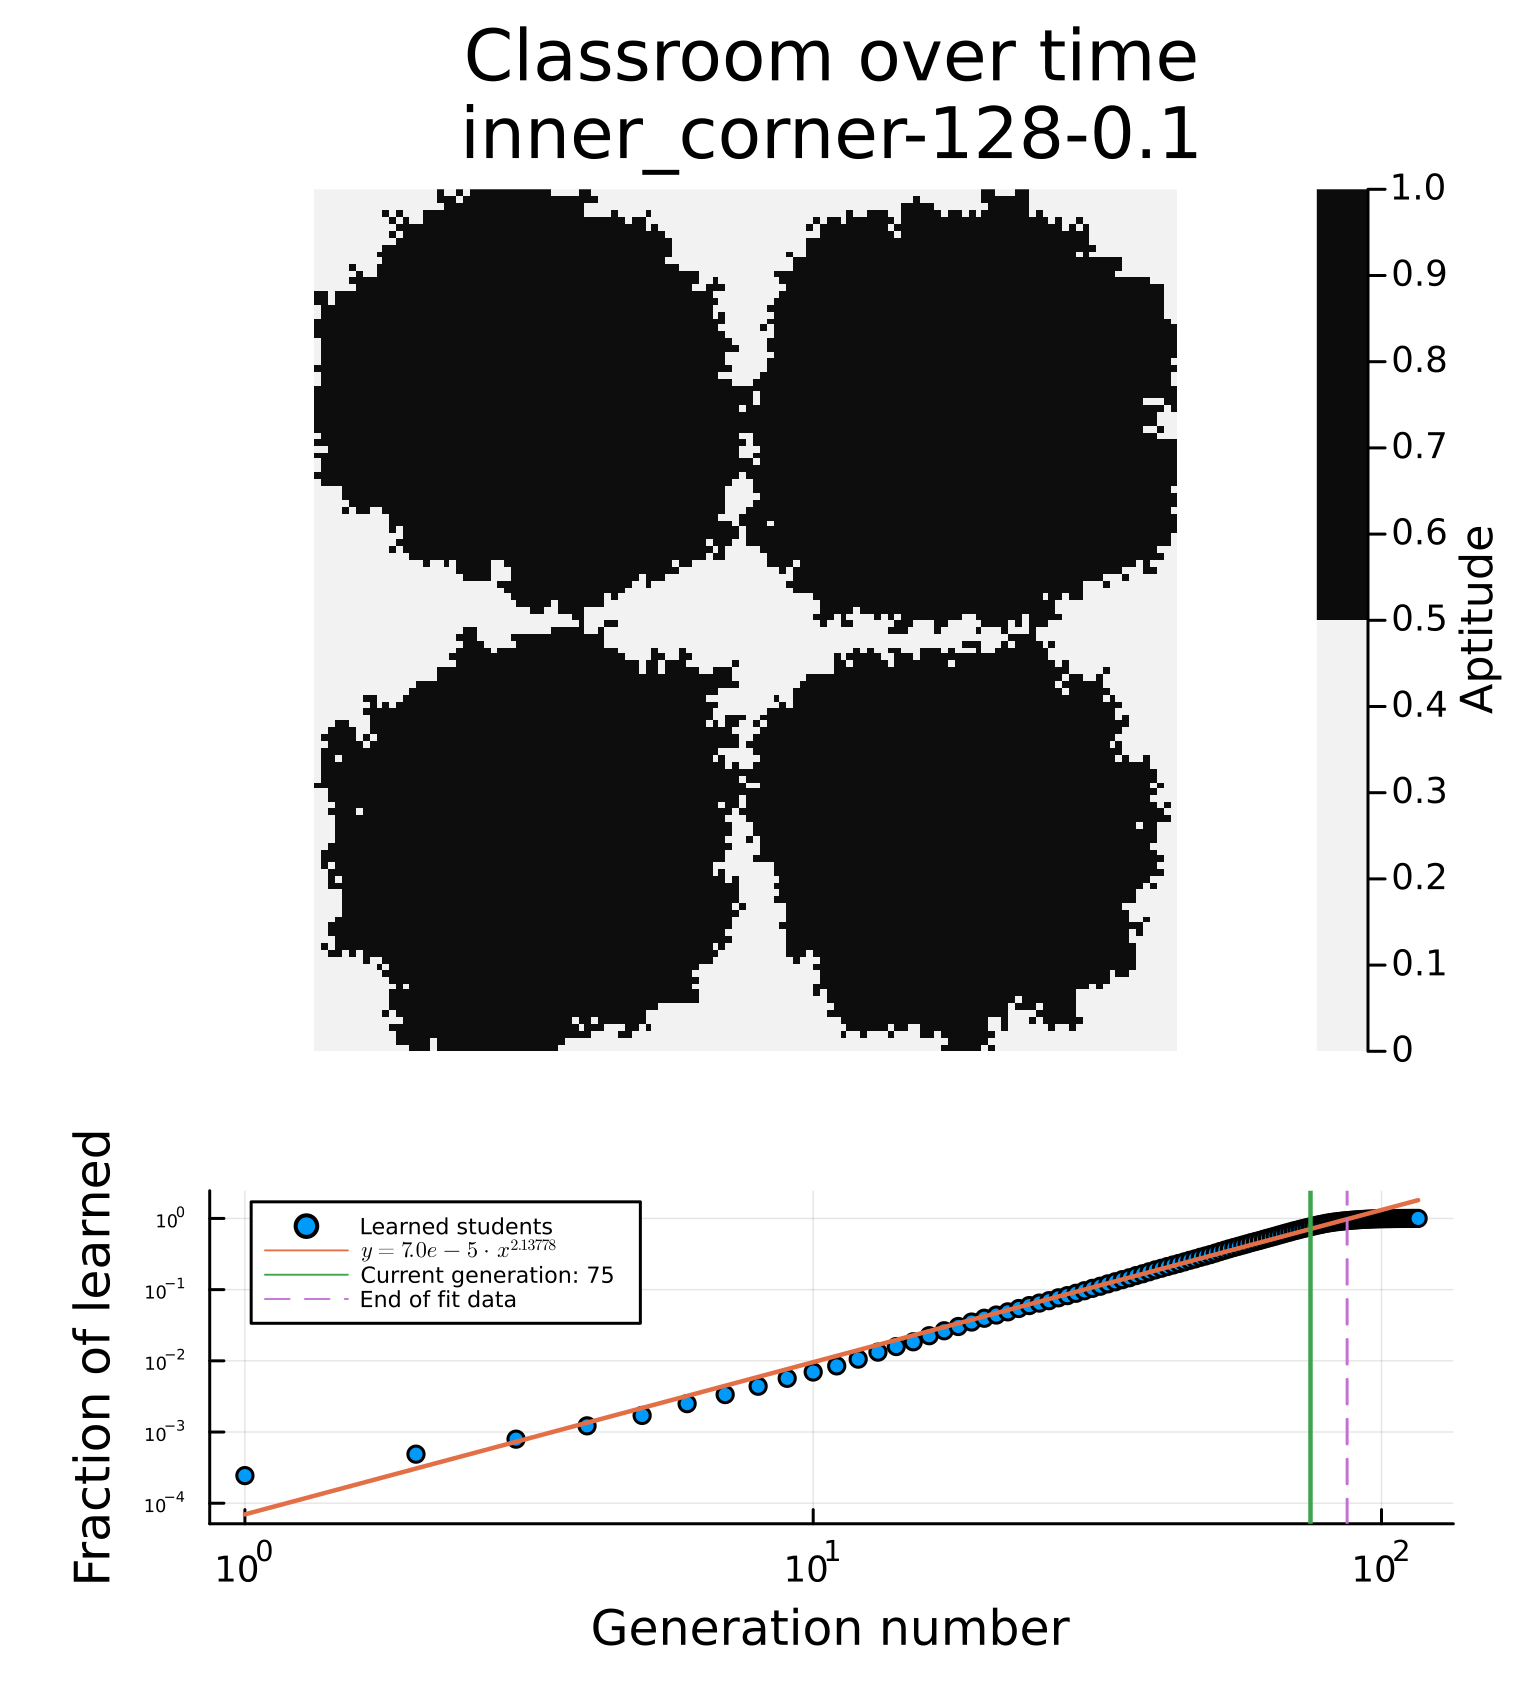 Classroom over time
inner_corner-128-0.1
1.0
0.9
0.8
0.7
0.6
0.5
0.4
0.3
0.2
0.1
0
Aptitude
Fraction of learned
10⁰
10⁻¹
10⁻²
10⁻³
10⁻⁴
Learned students
y = 7.0e − 5 · x^2.13778
Current generation: 75
End of fit data
10⁰ 10¹ 10²
Generation number